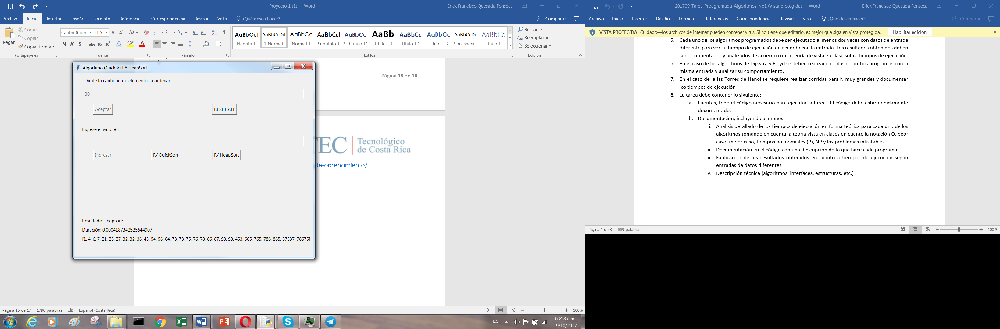 Proyecto 1 (1) - Word
Erick Francisco Quesada Fonseca
Archivo
Inicio
Insertar
Diseño
Formato
Referencias
Correspondencia
Revisar
Vista
¿Qué desea hacer?
Compartir
Pegar
Cortar
Copiar
Copiar formato
Portapapeles
Calibri (Cuerp
11.5
Aa
N K S abc x₂ x² A ab A
Fuente
Párrafo
AaBbCc AaBbCcDd AaBbCc AaBbCcl AaBbCc AaBb AaBbCcl AaBbCc AaBbCcDd AaBbCc
Negrita T ¶ Normal Normal T Subtitulo T Subtitulo T1 Título T 1 Título T 2 Titulo T 3 Sin espaci... Título 1
Estilos
Buscar
Reemplazar
Seleccionar
Edición
Página 13 de 16
TEC Tecnológico
de Costa Rica
de-ordenamiento/
Algortimo QuickSort Y HeapSort
Digite la cantidad de elementos a ordenar:
30
Aceptar
RESET ALL
Ingrese el valor #1
Ingresar
R/ QuickSort
R/ HeapSort
Resultado Heapsort:
Duración: 0.0004187342525644907
[1, 4, 6, 7, 21, 25, 27, 32, 32, 36, 45, 54, 56, 64, 73, 73, 75, 76, 78, 86, 87, 98, 98, 453, 665, 765, 786, 865, 57337, 78675]
Página 15 de 17
1790 palabras
Español (Costa Rica)
100%
ES
03:18 a.m.
19/10/2017
201709_Tarea_Proegramada_Algoritmos_No1 (Vista protegida) - Word
Erick Francisco Quesada Fonseca
Archivo
Inicio
Insertar
Diseño
Formato
Referencias
Correspondencia
Revisar
Vista
¿Qué desea hacer?
Compartir
VISTA PROTEGIDA Cuidado—los archivos de Internet pueden contener virus. Si no tiene que editarlo, es mejor que siga en Vista protegida.
Habilitar edición
5. Cada uno de los algoritmos programados debe ser ejecutado al menos dos veces con datos de entrada
diferente para ver su tiempo de ejecución de acuerdo con la entrada. Los resultados obtenidos deben
ser documentados y analizados de acuerdo con la teoría de vista en clase sobre tiempos de ejecución.
6. En el caso de los algoritmos de Dijkstra y Floyd se deben realizar corridas de ambos programas con la
misma entrada y analizar su comportamiento.
7. En el caso de la las Torres de Hanoi se requiere realizar corridas para N muy grandes y documentar
los tiempos de ejecución
8. La tarea debe contener lo siguiente:
a. Fuentes, todo el código necesario para ejecutar la tarea. El código debe estar debidamente
documentado.
b. Documentación, incluyendo al menos:
i. Análisis detallado de los tiempos de ejecución en forma teórica para cada uno de los
algoritmos tomando en cuenta la teoría vista en clases en cuanto la notación O, peor
caso, mejor caso, tiempos polinomiales (P), NP y los problemas intratables.
ii. Documentación en el código con una descripción de lo que hace cada programa
iii. Explicación de los resultados obtenidos en cuanto a tiempos de ejecución según
entradas de datos diferentes
iv. Descripción técnica (algoritmos, interfaces, estructuras, etc.)
Página 1 de 3
889 palabras
100%